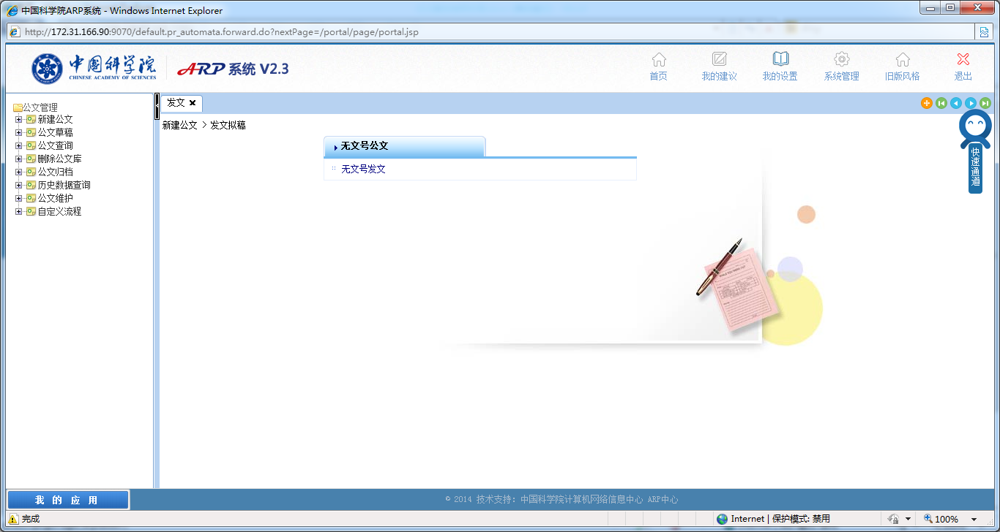 中国科学院ARP系统 - Windows Internet Explorer
http://172.31.166.90:9070/default.pr_automata.forward.do?nextPage=/portal/page/portal.jsp
中国科学院
CHINESE ACADEMY OF SCIENCES
ARP 系统 V2.3
首页 我的建议 我的设置 系统管理 旧版风格 退出
公文管理
新建公文
公文草稿
公文查询
删除公文库
公文归档
历史数据查询
公文维护
自定义流程
发文
新建公文 > 发文拟稿
无文号公文
无文号发文
快速通道
我 的 应 用
© 2014 技术支持：中国科学院计算机网络信息中心 ARP中心
完成
Internet | 保护模式: 禁用
100%